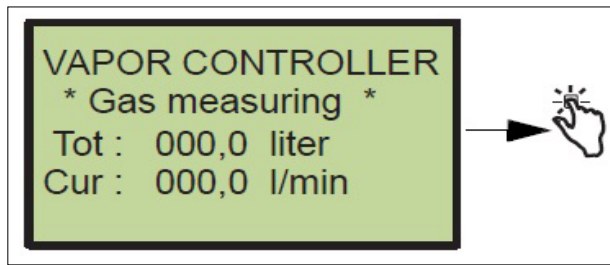 VAPOR CONTROLLER
* Gas measuring *
Tot : 000,0 liter
Cur : 000,0 l/min